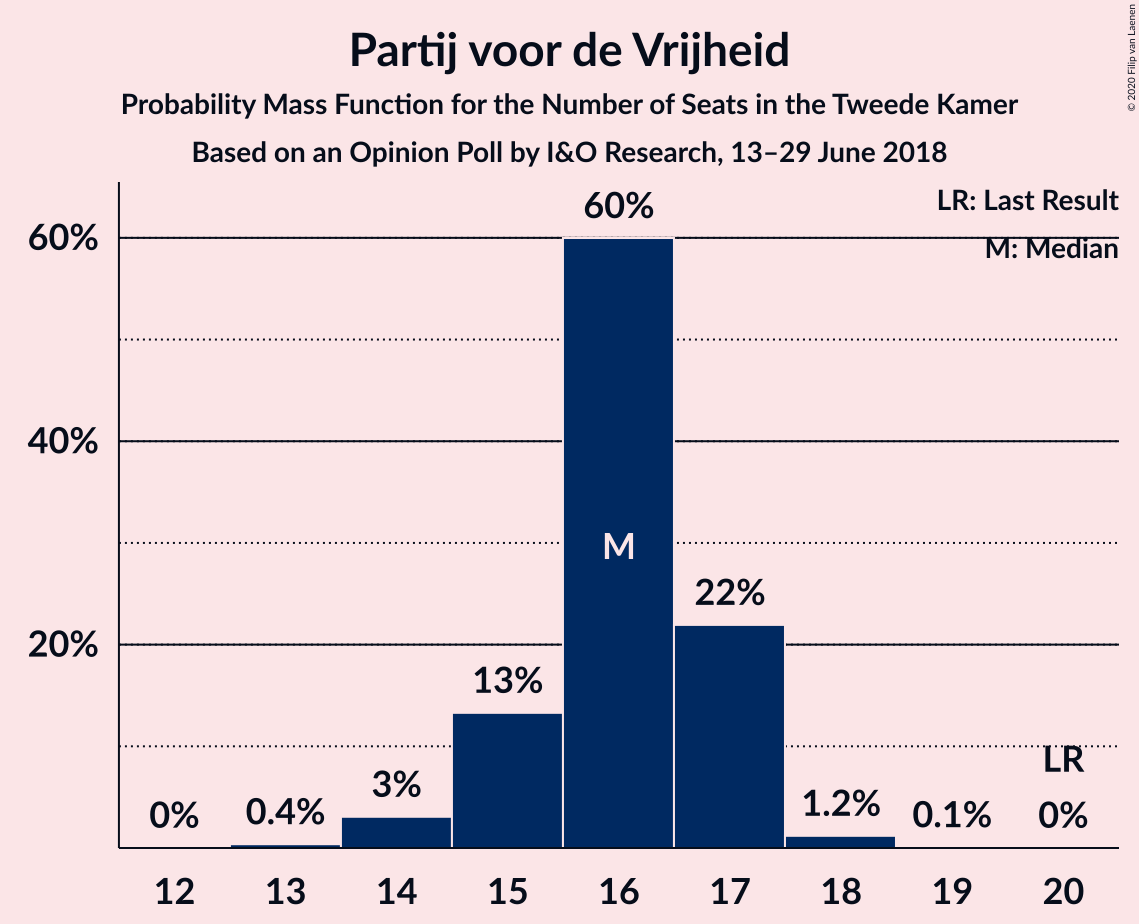 Partij voor de Vrijheid
Probability Mass Function for the Number of Seats in the Tweede Kamer
Based on an Opinion Poll by I&O Research, 13–29 June 2018
© 2020 Filip van Laenen
LR: Last Result
M: Median
60%
40%
20%
0%
0.4%
3%
13%
60%
M
22%
1.2%
0.1%
LR
0%
12 13 14 15 16 17 18 19 20